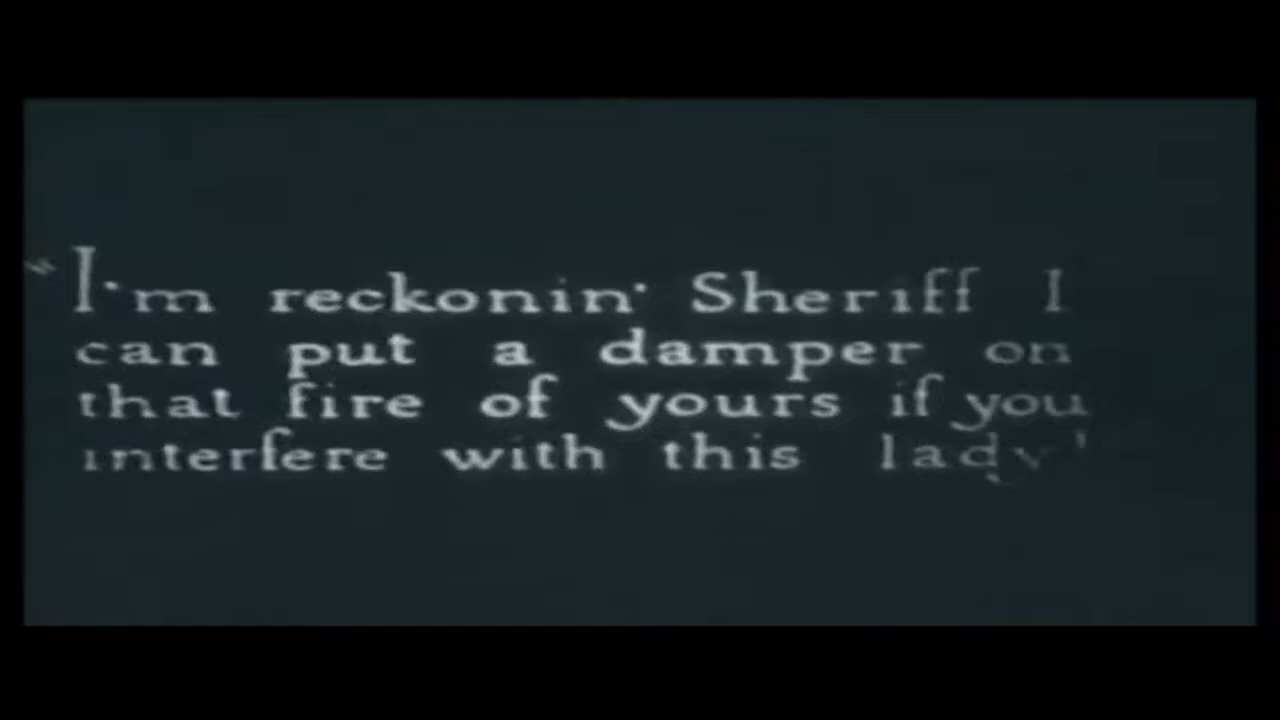 "I'm reckonin' Sheriff I
can put a damper on
that fire of yours if you
interfere with this lady"